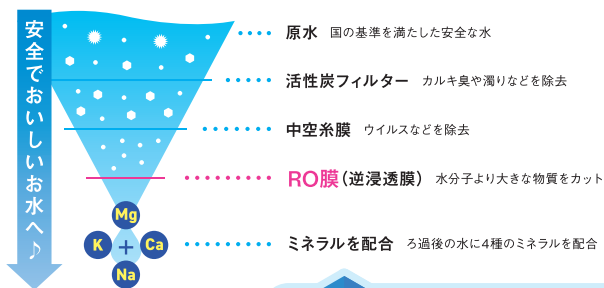 安全でおいしいお水へ♪
原水 国の基準を満たした安全な水
活性炭フィルター カルキ臭や濁りなどを除去
中空糸膜 ウイルスなどを除去
RO膜(逆浸透膜) 水分子より大きな物質をカット
Mg
K + Ca
Na
ミネラルを配合 ろ過後の水に4種のミネラルを配合